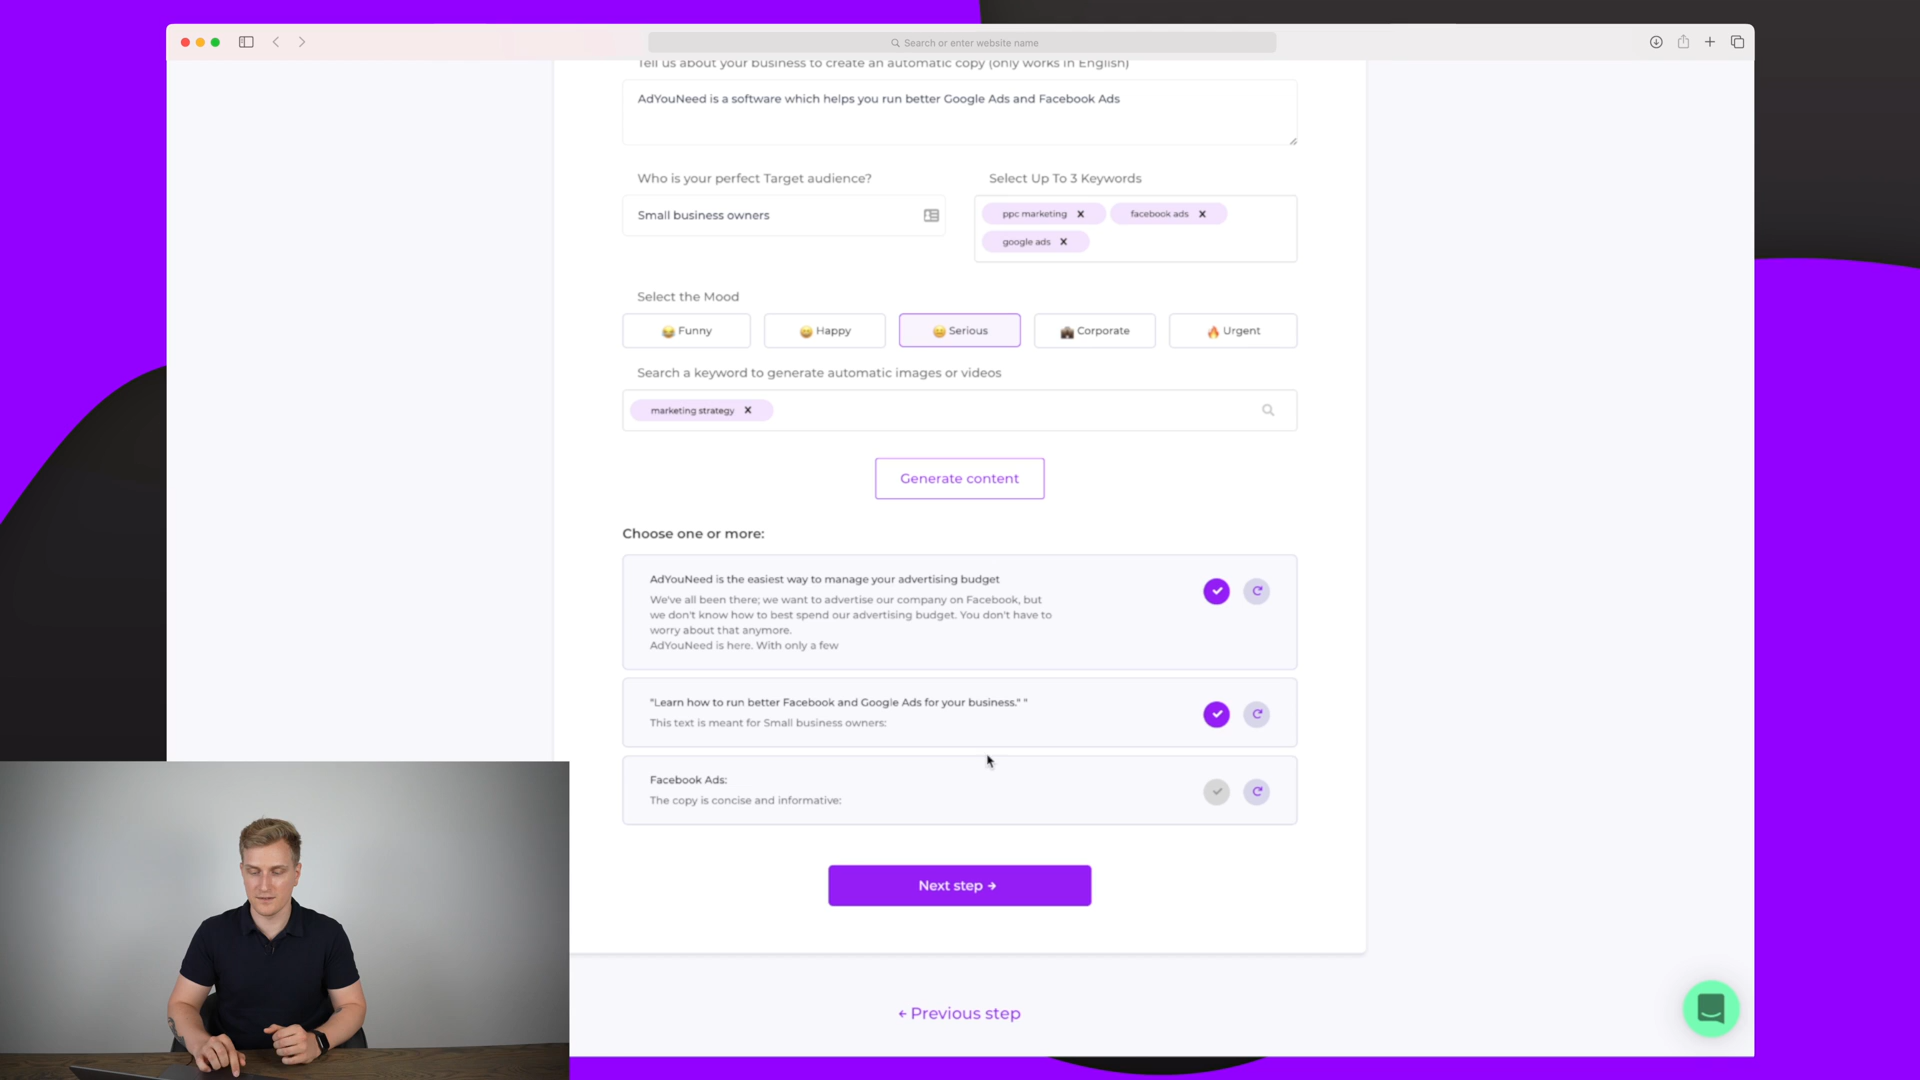 Search or enter website name
Tell us about your business to create an automatic copy (only works in English)
AdYouNeed is a software which helps you run better Google Ads and Facebook Ads
Who is your perfect Target audience?
Select Up To 3 Keywords
Small business owners
ppc marketing X facebook ads X
google ads X
Select the Mood
Funny
Happy
Serious
Corporate
Urgent
Search a keyword to generate automatic images or videos
marketing strategy X
Generate content
Choose one or more:
AdYouNeed is the easiest way to manage your advertising budget
We've all been there; we want to advertise our company on Facebook, but
we don't know how to best spend our advertising budget. You don't have to
worry about that anymore.
AdYouNeed is here. With only a few
"Learn how to run better Facebook and Google Ads for your business." "
This text is meant for Small business owners:
Facebook Ads:
The copy is concise and informative:
Next step →
← Previous step